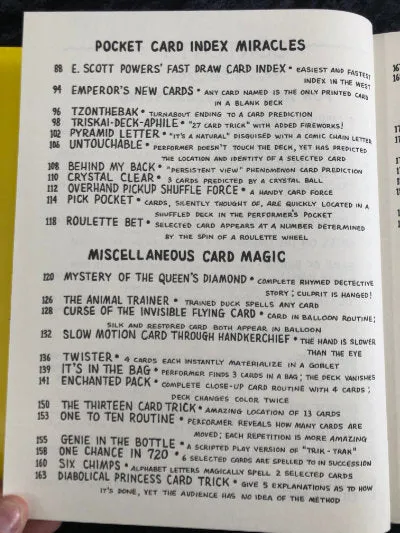 POCKET CARD INDEX MIRACLES
88 E. SCOTT POWERS' FAST DRAW CARD INDEX • EASIEST AND FASTEST
INDEX IN THE WEST
94 EMPEROR'S NEW CARDS • ANY CARD NAMED IS THE ONLY PRINTED CARD
IN A BLANK DECK
96 TZONTHEBAK • TURNABOUT ENDING TO A CARD PREDICTION
98 TRISKAI-DECK-APHILE • "27 CARD TRICK" WITH ADDED FIREWORKS!
102 PYRAMID LETTER • "IT'S A NATURAL" DISGUISED WITH COMIC CHAIN LETTER
106 UNTOUCHABLE • PERFORMER DOESN'T TOUCH THE DECK, YET HAS PREDICTED
THE LOCATION AND IDENTITY OF A SELECTED CARD
108 BEHIND MY BACK • "PERSISTENT VIEW" PHENOMENON CARD PREDICTION
110 CRYSTAL CLEAR • 3 CARDS PREDICTED BY A CRYSTAL BALL
112 OVERHAND PICKUP SHUFFLE FORCE • A HANDY CARD FORCE
114 PICK POCKET • CARDS, SILENTLY THOUGHT OF, ARE QUICKLY LOCATED IN A
SHUFFLED DECK IN THE PERFORMER'S POCKET
118 ROULETTE BET • SELECTED CARD APPEARS AT A NUMBER DETERMINED
BY THE SPIN OF A ROULETTE WHEEL
MISCELLANEOUS CARD MAGIC
120 MYSTERY OF THE QUEEN'S DIAMOND • COMPLETE RHYMED DECTECTIVE
STORY; CULPRIT IS HANGED!
126 THE ANIMAL TRAINER • TRAINED DUCK SPELLS ANY CARD
128 CURSE OF THE INVISIBLE FLYING CARD • CARD IN BALLOON ROUTINE;
SILK AND RESTORED CARD BOTH APPEAR IN BALLOON
132 SLOW MOTION CARD THROUGH HANDKERCHIEF • THE HAND IS SLOWER
THAN THE EYE
136 TWISTER • 4 CARDS EACH INSTANTLY MATERIALIZE IN A GOBLET
139 IT'S IN THE BAG • PERFORMER FINDS 3 CARDS IN A BAG; THE DECK VANISHES
141 ENCHANTED PACK • COMPLETE CLOSE-UP CARD ROUTINE WITH 4 CARDS;
DECK CHANGES COLOR TWICE
150 THE THIRTEEN CARD TRICK • AMAZING LOCATION OF 13 CARDS
153 ONE TO TEN ROUTINE • PERFORMER REVEALS HOW MANY CARDS ARE
MOVED; EACH REPETITION IS MORE AMAZING
155 GENIE IN THE BOTTLE • A SCRIPTED PLAY VERSION OF "TRIK-TRAK"
158 ONE CHANCE IN 720 • 6 SELECTED CARDS ARE SPELLED TO IN SUCCESSION
160 SIX CHIMPS • ALPHABET LETTERS MAGICALLY SPELL 2 SELECTED CARDS
163 DIABOLICAL PRINCESS CARD TRICK • GIVE 5 EXPLANATIONS AS TO HOW
IT'S DONE, YET THE AUDIENCE HAS NO IDEA OF THE METHOD